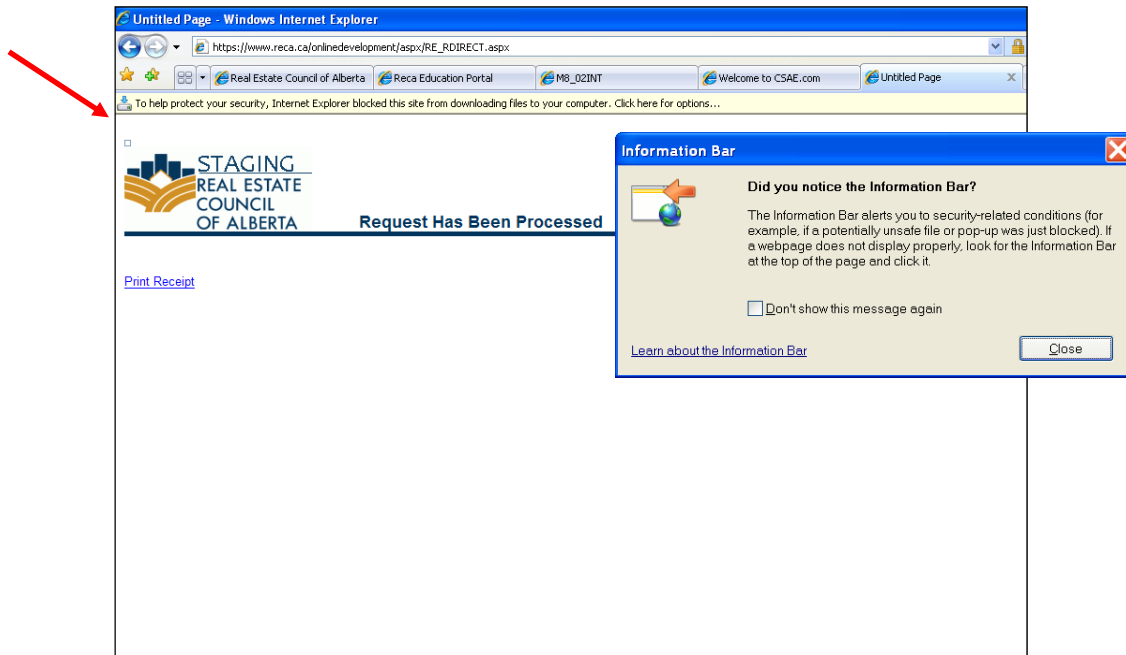 Untitled Page - Windows Internet Explorer
https://www.reca.ca/onlinedevelopment/aspx/RE_RDIRECT.aspx
Real Estate Council of Alberta
Reca Education Portal
M8_02INT
Welcome to CSAE.com
Untitled Page
To help protect your security, Internet Explorer blocked this site from downloading files to your computer. Click here for options...
STAGING
REAL ESTATE
COUNCIL
OF ALBERTA
Request Has Been Processed
Print Receipt
Information Bar
Did you notice the Information Bar?
The Information Bar alerts you to security-related conditions (for
example, if a potentially unsafe file or pop-up was just blocked). If
a webpage does not display properly, look for the Information Bar
at the top of the page and click it.
Don't show this message again
Learn about the Information Bar
Close